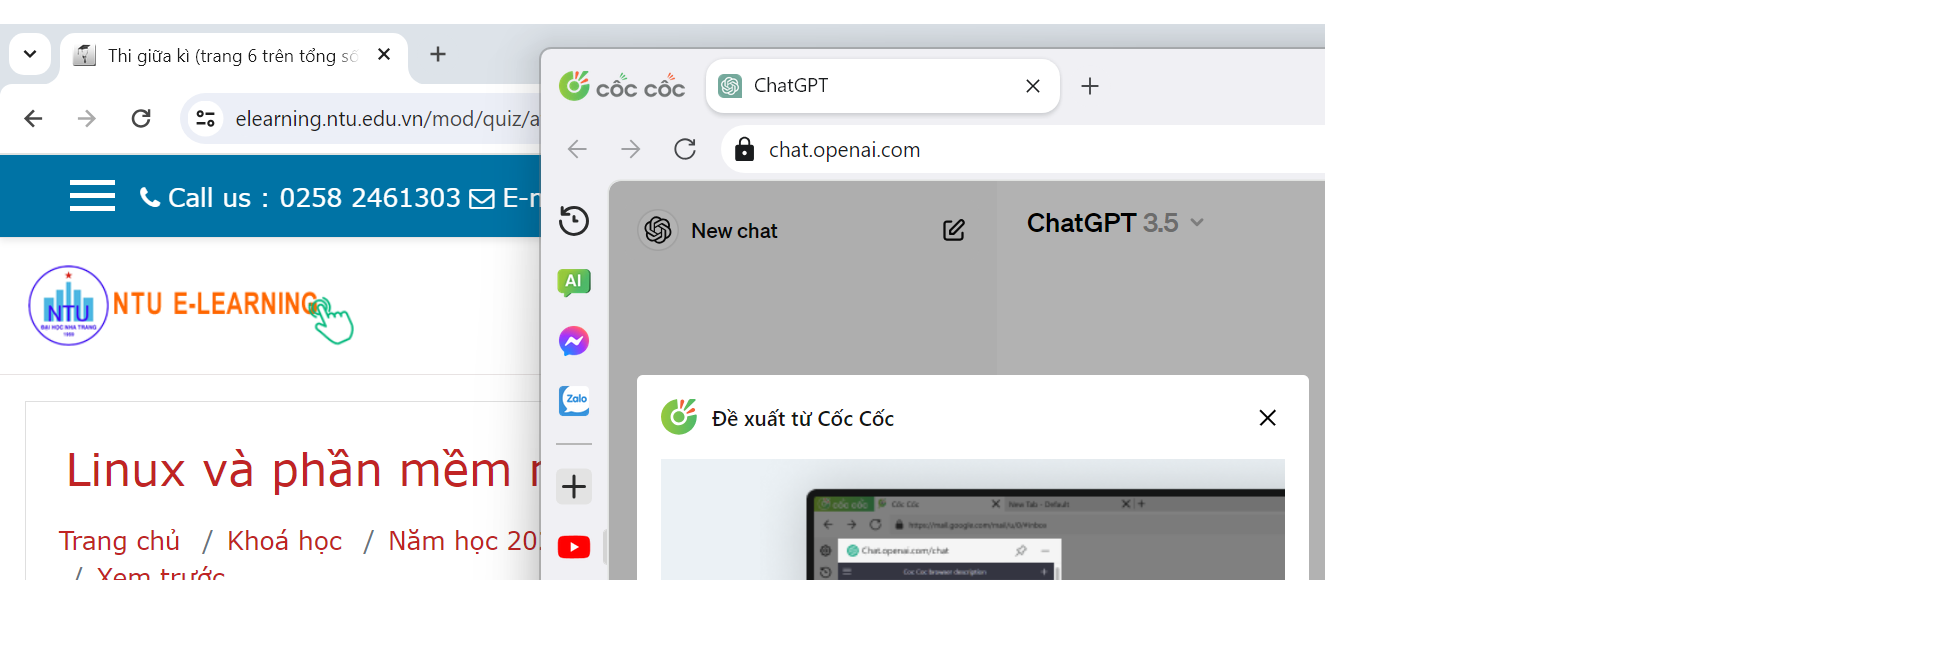 Thi giữa kì (trang 6 trên tổng số
elearning.ntu.edu.vn/mod/quiz/a
Call us : 0258 2461303 E-m
NTU
ĐẠI HỌC NHA TRANG
1959
NTU E-LEARNING
Linux và phần mềm
Trang chủ / Khoá học / Năm học 20
/ Xem trước
cốc cốc
ChatGPT
chat.openai.com
New chat
ChatGPT 3.5
AI
Zalo
Đề xuất từ Cốc Cốc
cốc cốc
Cốc Cốc
New Tab - Default
https://mail.google.com/mail/u/0/#inbox
Chat.openai.com/chat
Coc Coc browser description